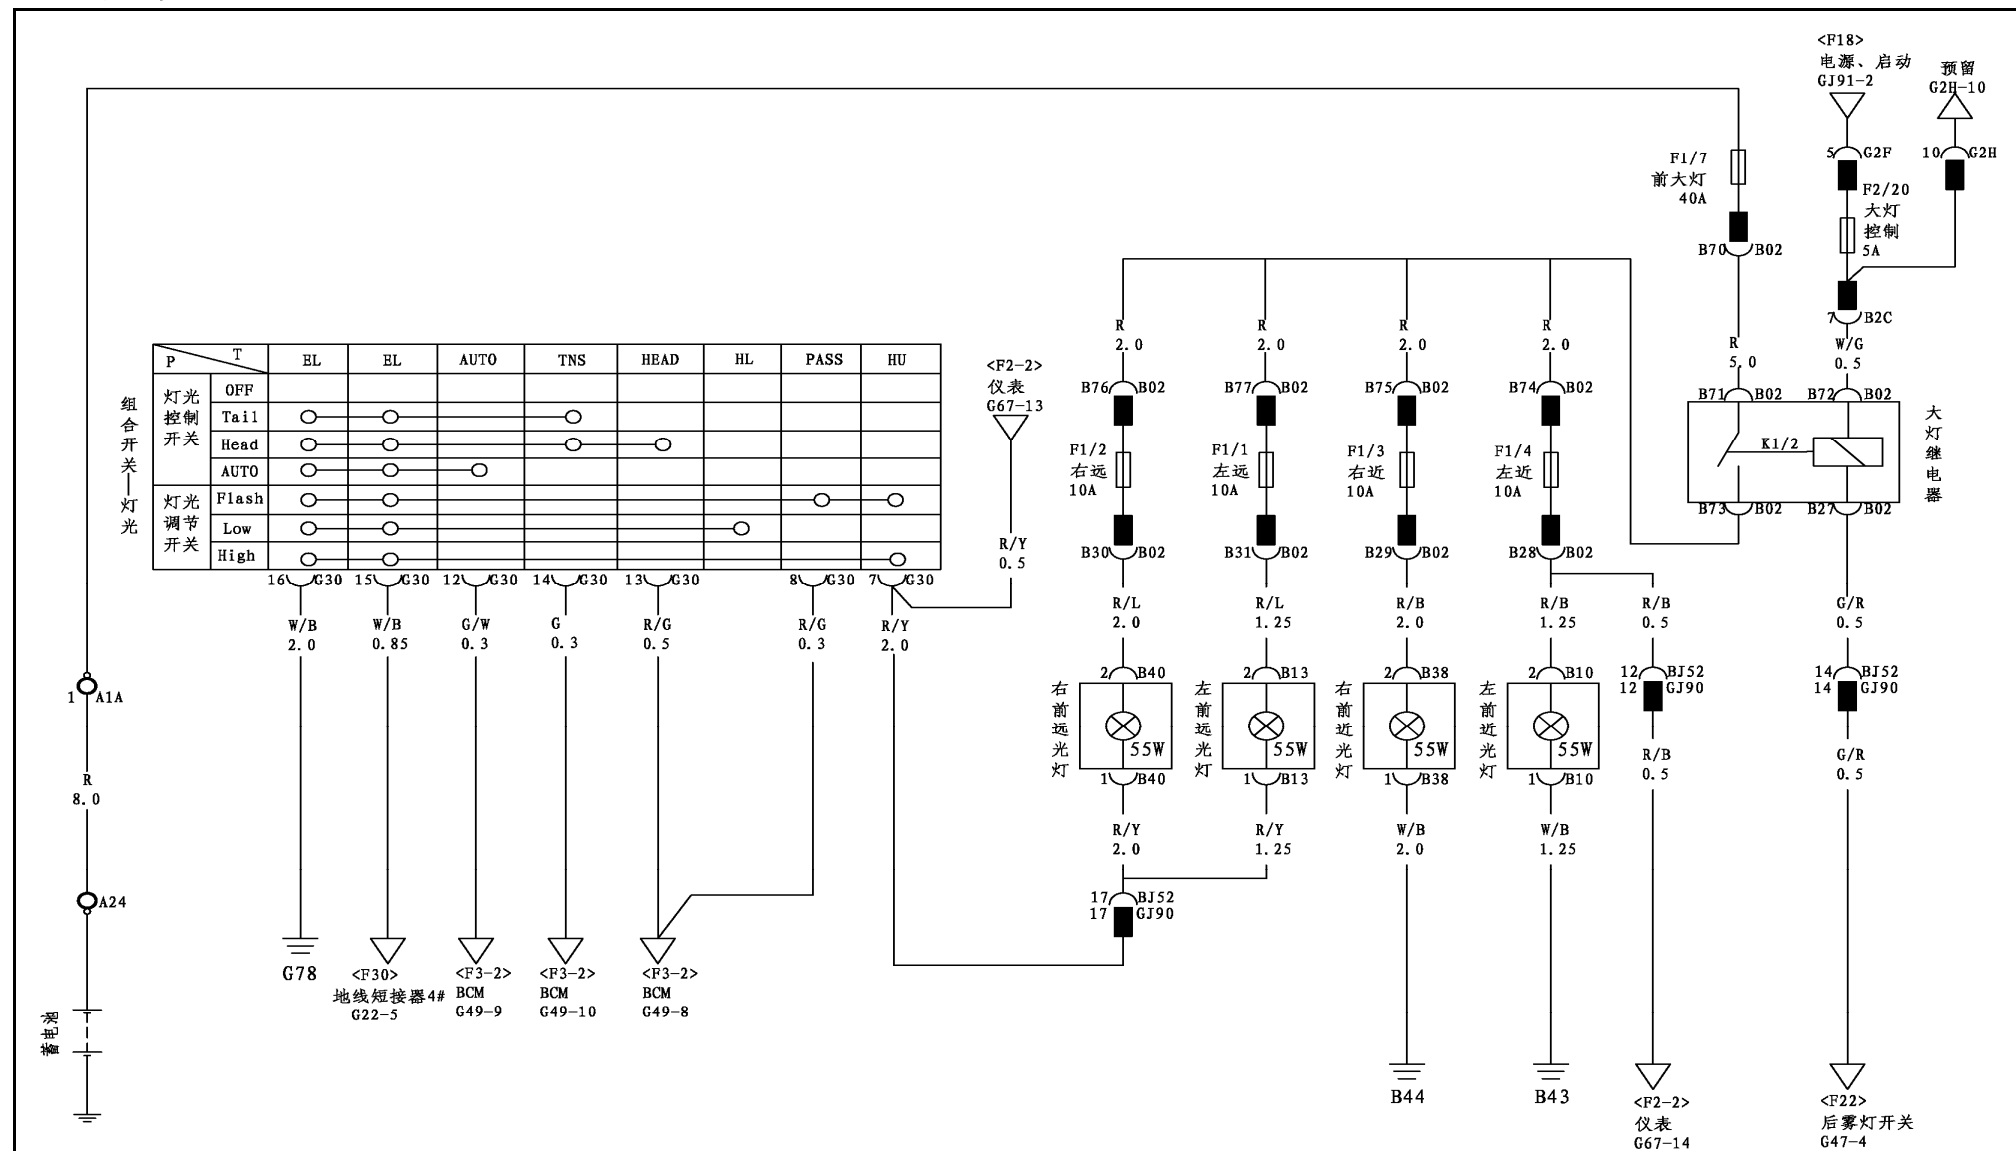 <F18>
电源、启动
GJ91-2
预留
G2H-10
5 G2F
10 G2H
F1/7
前大灯
40A
F2/20
大灯
控制
5A
B70 B02
7 B2C
R
2.0
R
2.0
R
2.0
R
2.0
R
5.0
W/G
0.5
P T EL EL AUTO TNS HEAD HL PASS HU
组合开关—灯光
灯光
控制
开关
OFF
Tail
Head
AUTO
灯光
调节
开关
Flash
Low
High
<F2-2>
仪表
G67-13
R/Y
0.5
B76 B02
B77 B02
B75 B02
B74 B02
B71 B02
B72 B02
F1/2
右远
10A
F1/1
左远
10A
F1/3
右近
10A
F1/4
左近
10A
K1/2
大灯继电器
B30 B02
B31 B02
B29 B02
B28 B02
B73 B02
B27 B02
16 G30
15 G30
12 G30
14 G30
13 G30
8 G30
7 G30
W/B
2.0
W/B
0.85
G/W
0.3
G
0.3
R/G
0.5
R/G
0.3
R/Y
2.0
R/L
2.0
R/L
1.25
R/B
2.0
R/B
1.25
R/B
0.5
G/R
0.5
2 B40
2 B13
2 B38
2 B10
12 BJ52
12 GJ90
14 BJ52
14 GJ90
右前远光灯
55W
左前远光灯
55W
右前近光灯
55W
左前近光灯
55W
1 B40
1 B13
1 B38
1 B10
R/B
0.5
G/R
0.5
1 A1A
R
8.0
A24
R/Y
2.0
R/Y
1.25
W/B
2.0
W/B
1.25
17 BJ52
17 GJ90
G78
<F30>
地线短接器4#
G22-5
<F3-2>
BCM
G49-9
<F3-2>
BCM
G49-10
<F3-2>
BCM
G49-8
蓄电池
B44
B43
<F2-2>
仪表
G67-14
<F22>
后雾灯开关
G47-4